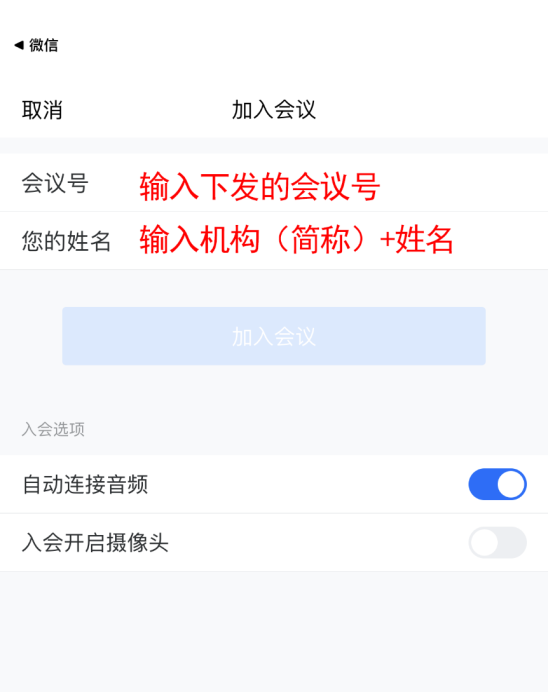 ◀ 微信
取消 加入会议
会议号 输入下发的会议号
您的姓名 输入机构（简称）+姓名
加入会议
入会选项
自动连接音频
入会开启摄像头